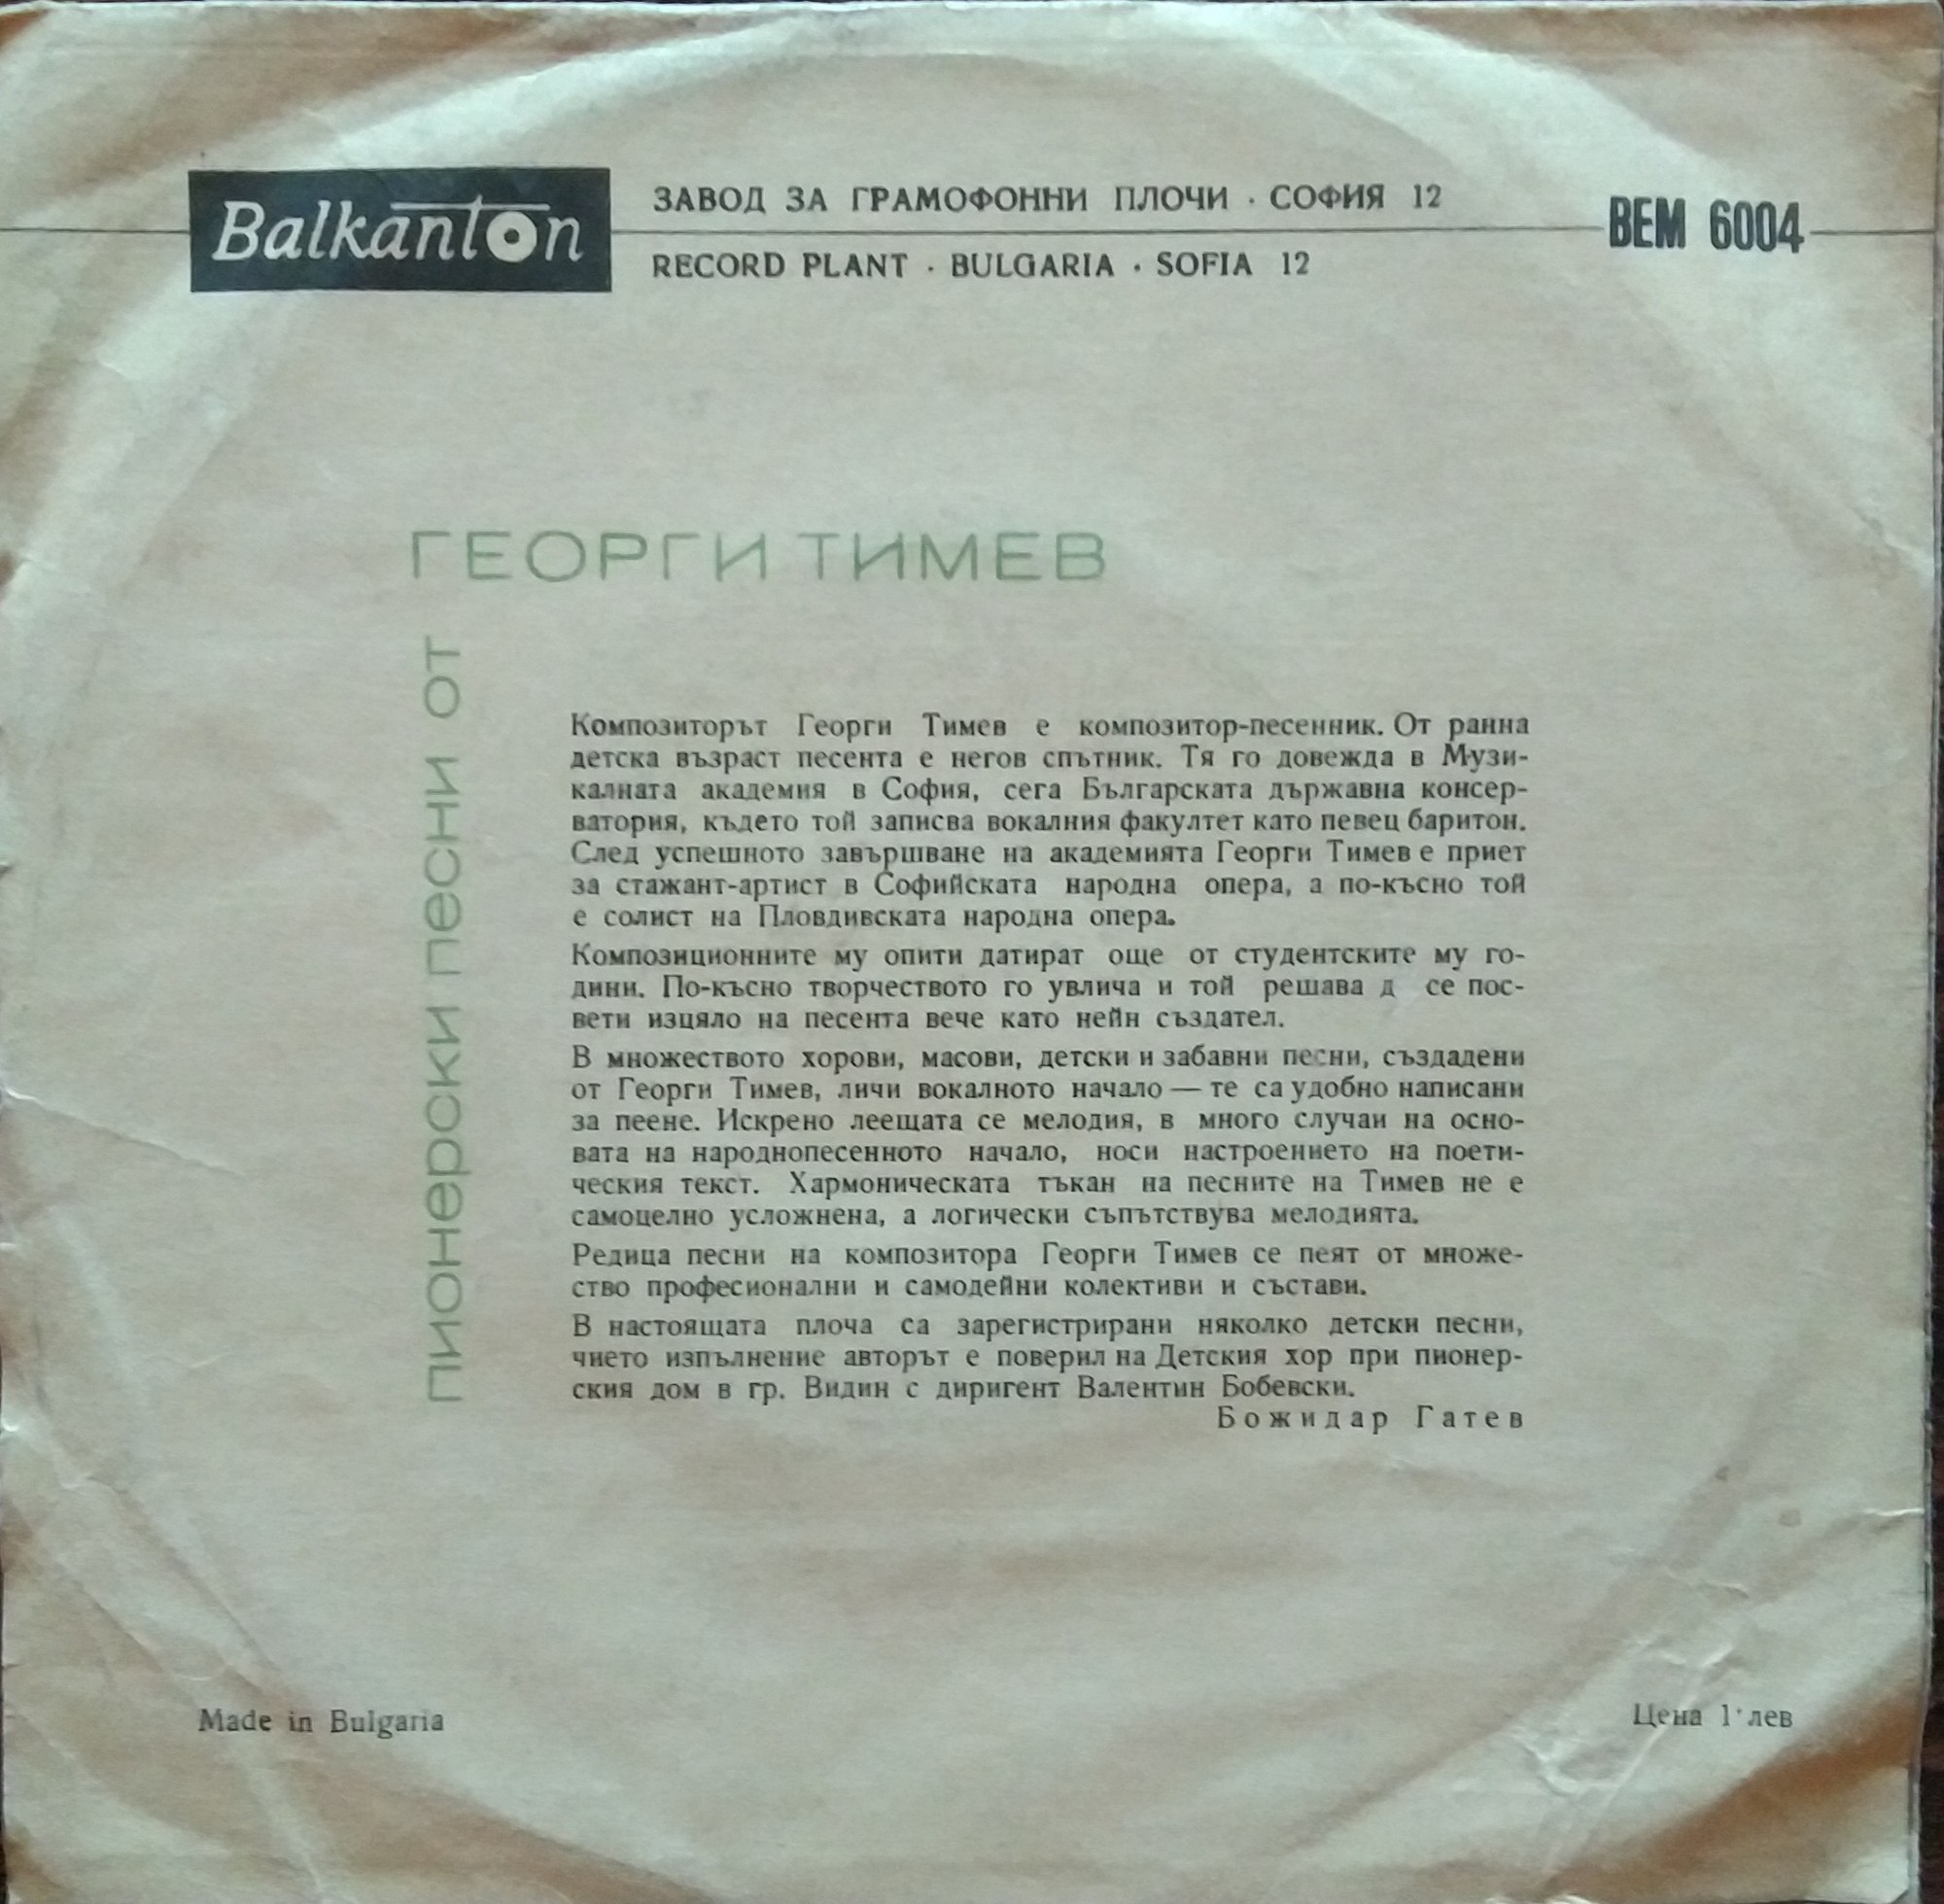 Balkanton
ЗАВОД ЗА ГРАМОФОННИ ПЛОЧИ · СОФИЯ 12
RECORD PLANT · BULGARIA · SOFIA 12
ВЕМ 6004
ПИОНЕРСКИ ПЕСНИ ОТ
ГЕОРГИ ТИМЕВ
Композиторът Георги Тимев е композитор-песенник. От ранна
детска възраст песента е негов спътник. Тя го довежда в Музи-
калната академия в София, сега Българската държавна консер-
ватория, където той записва вокалния факултет като певец баритон.
След успешното завършване на академията Георги Тимев е приет
за стажант-артист в Софийската народна опера, а по-късно той
е солист на Пловдивската народна опера.
Композиционните му опити датират още от студентските му го-
дини. По-късно творчеството го увлича и той решава д се пос-
вети изцяло на песента вече като нейн създател.
В множеството хорови, масови, детски и забавни песни, създадени
от Георги Тимев, личи вокалното начало — те са удобно написани
за пеене. Искрено леещата се мелодия, в много случаи на осно-
вата на народнопесенното начало, носи настроението на поети-
ческия текст. Хармоническата тъкан на песните на Тимев не е
самоцелно усложнена, а логически съпътствува мелодията.
Редица песни на композитора Георги Тимев се пеят от множе-
ство професионални и самодейни колективи и състави.
В настоящата плоча са зарегистрирани няколко детски песни,
чието изпълнение авторът е поверил на Детския хор при пионер-
ския дом в гр. Видин с диригент Валентин Бобевски.
Божидар Гатев
Made in Bulgaria
Цена 1· лев